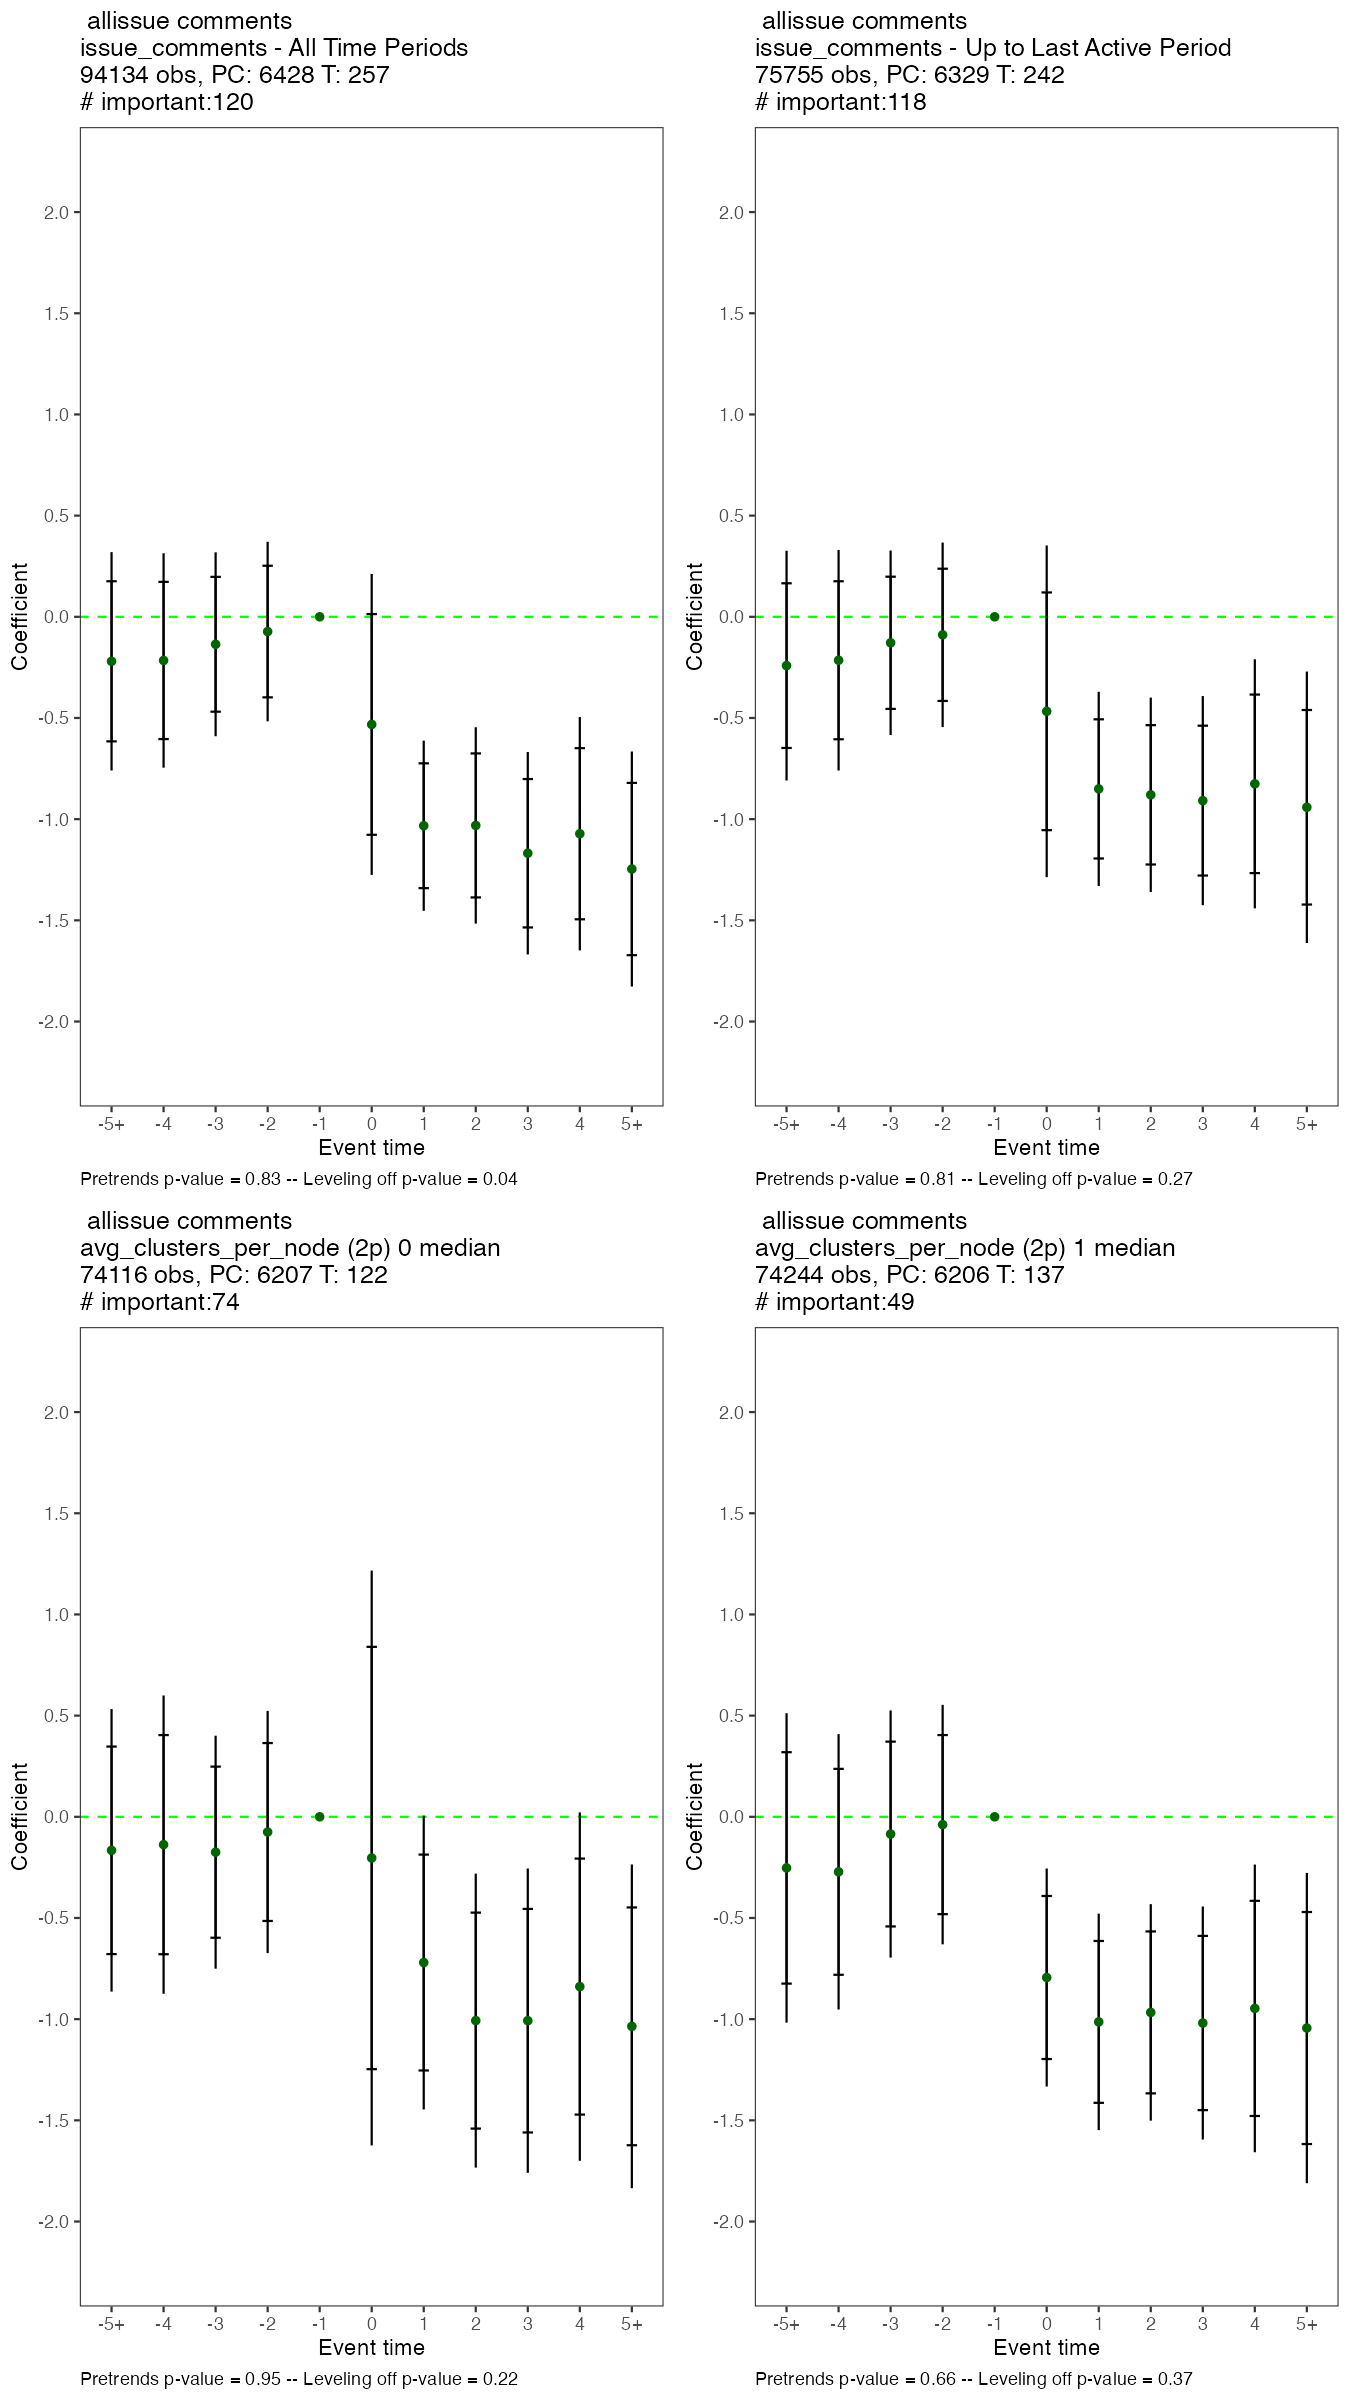 allissue comments
issue_comments - All Time Periods
94134 obs, PC: 6428 T: 257
# important:120
2.0
1.5
1.0
0.5
0.0
-0.5
-1.0
-1.5
-2.0
Coefficient
-5+ -4 -3 -2 -1 0 1 2 3 4 5+
Event time
Pretrends p-value = 0.83 -- Leveling off p-value = 0.04
allissue comments
issue_comments - Up to Last Active Period
75755 obs, PC: 6329 T: 242
# important:118
2.0
1.5
1.0
0.5
0.0
-0.5
-1.0
-1.5
-2.0
Coefficient
-5+ -4 -3 -2 -1 0 1 2 3 4 5+
Event time
Pretrends p-value = 0.81 -- Leveling off p-value = 0.27
allissue comments
avg_clusters_per_node (2p) 0 median
74116 obs, PC: 6207 T: 122
# important:74
2.0
1.5
1.0
0.5
0.0
-0.5
-1.0
-1.5
-2.0
Coefficient
-5+ -4 -3 -2 -1 0 1 2 3 4 5+
Event time
Pretrends p-value = 0.95 -- Leveling off p-value = 0.22
allissue comments
avg_clusters_per_node (2p) 1 median
74244 obs, PC: 6206 T: 137
# important:49
2.0
1.5
1.0
0.5
0.0
-0.5
-1.0
-1.5
-2.0
Coefficient
-5+ -4 -3 -2 -1 0 1 2 3 4 5+
Event time
Pretrends p-value = 0.66 -- Leveling off p-value = 0.37